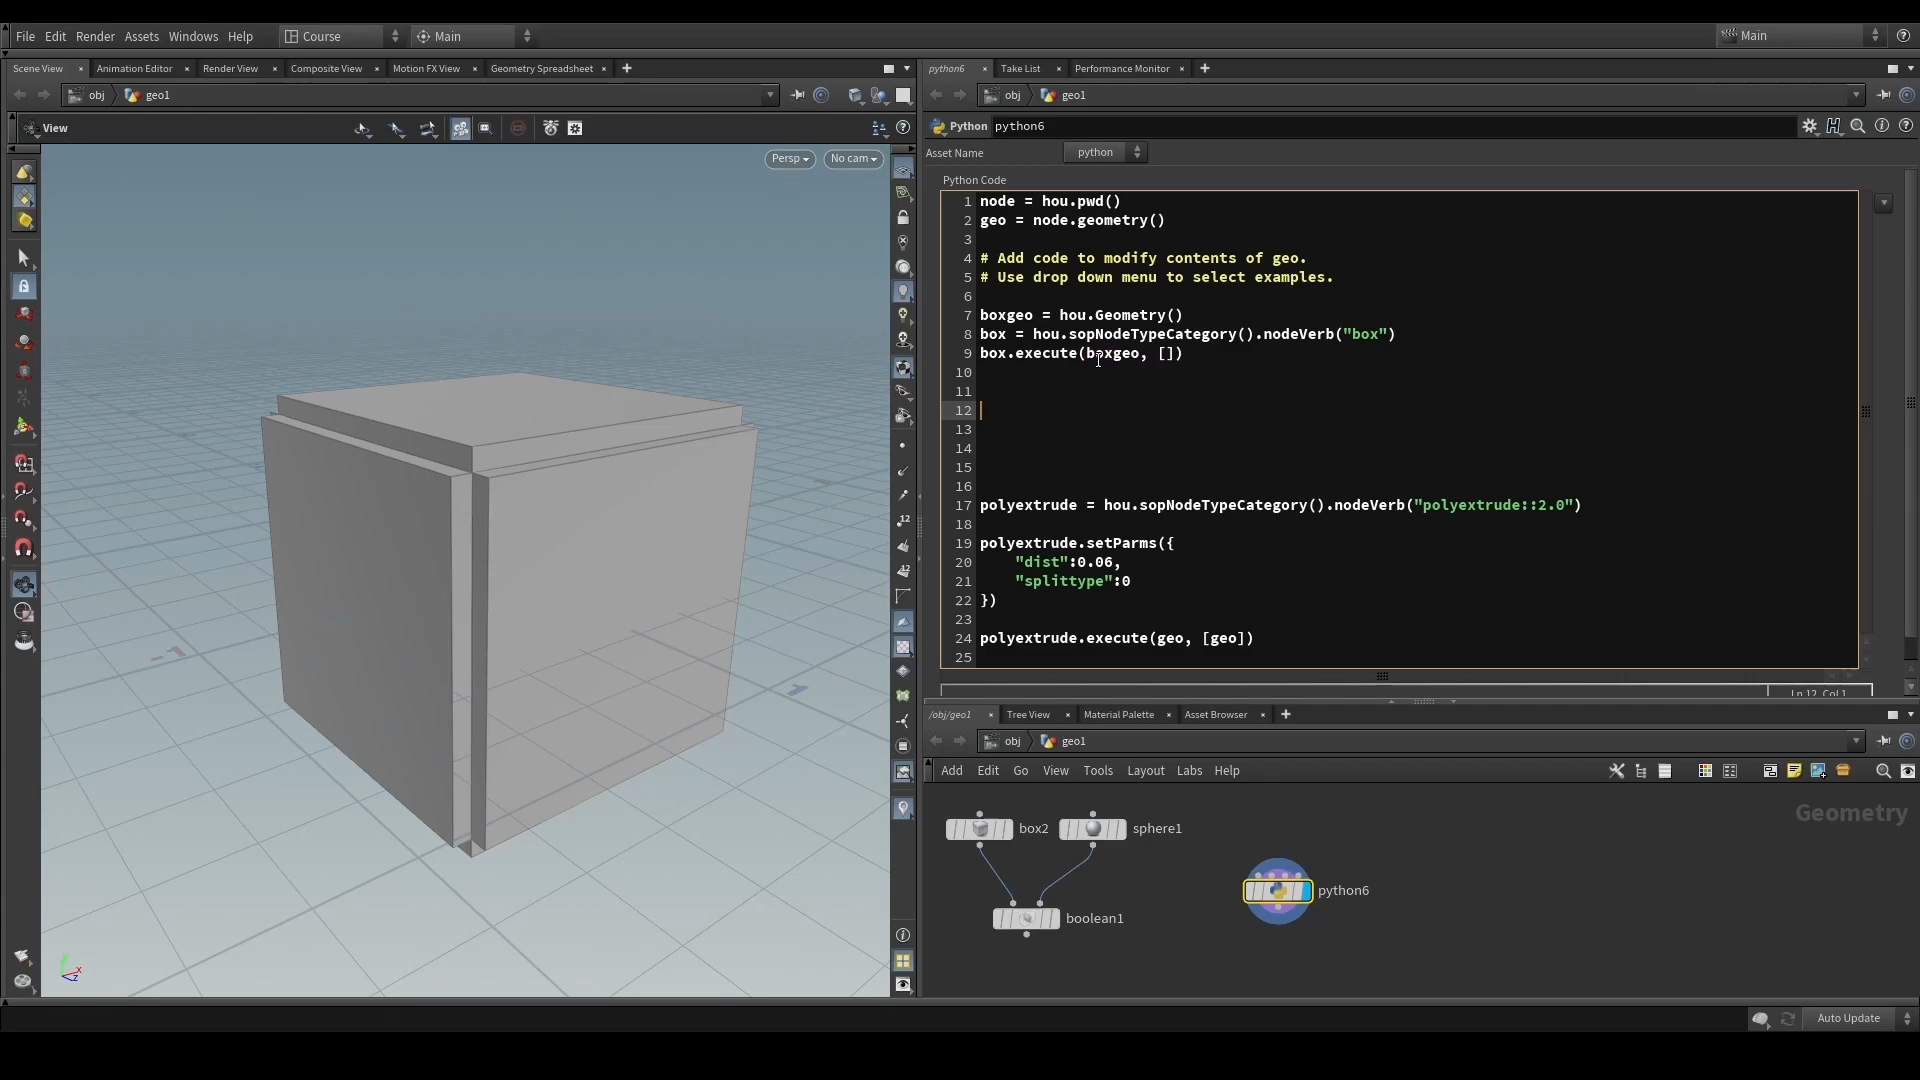 File Edit Render Assets Windows Help Course Main Main
Scene View Animation Editor Render View Composite View Motion FX View Geometry Spreadsheet
obj geo1
View
Persp No cam
12
12
z x
python6 Take List Performance Monitor
obj geo1
Python python6
Asset Name python
Python Code
1 node = hou.pwd()
2 geo = node.geometry()
3
4 # Add code to modify contents of geo.
5 # Use drop down menu to select examples.
6
7 boxgeo = hou.Geometry()
8 box = hou.sopNodeTypeCategory().nodeVerb("box")
9 box.execute(boxgeo, [])
10
11
12
13
14
15
16
17 polyextrude = hou.sopNodeTypeCategory().nodeVerb("polyextrude::2.0")
18
19 polyextrude.setParms({
20 "dist":0.06,
21 "splittype":0
22 })
23
24 polyextrude.execute(geo, [geo])
25
Ln 12, Col 1
/obj/geo1 Tree View Material Palette Asset Browser
obj geo1
Add Edit Go View Tools Layout Labs Help
Geometry
box2 sphere1
python6
boolean1
Auto Update